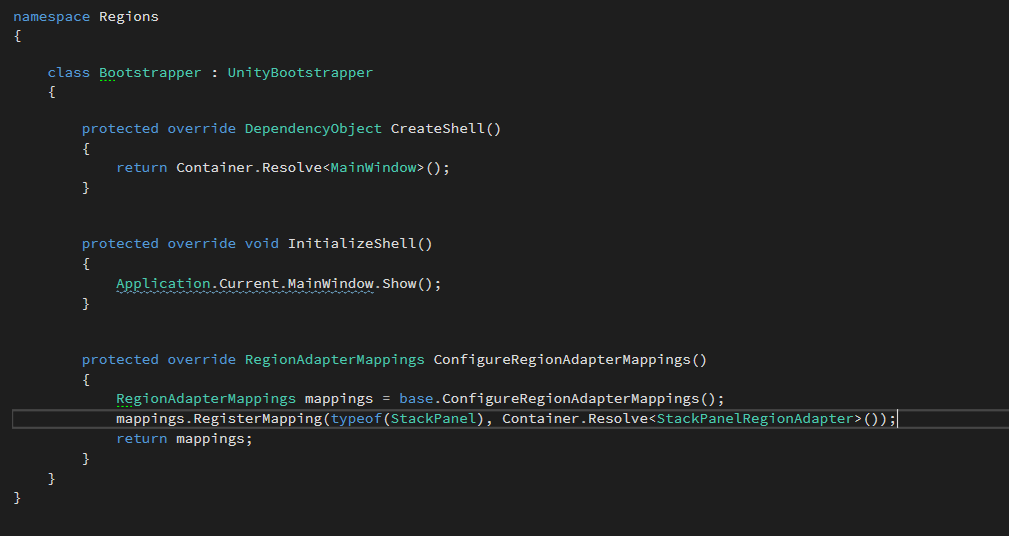 namespace Regions
{
class Bootstrapper : UnityBootstrapper
{
protected override DependencyObject CreateShell()
{
return Container.Resolve<MainWindow>();
}
protected override void InitializeShell()
{
Application.Current.MainWindow.Show();
}
protected override RegionAdapterMappings ConfigureRegionAdapterMappings()
{
RegionAdapterMappings mappings = base.ConfigureRegionAdapterMappings();
mappings.RegisterMapping(typeof(StackPanel), Container.Resolve<StackPanelRegionAdapter>());
return mappings;
}
}
}